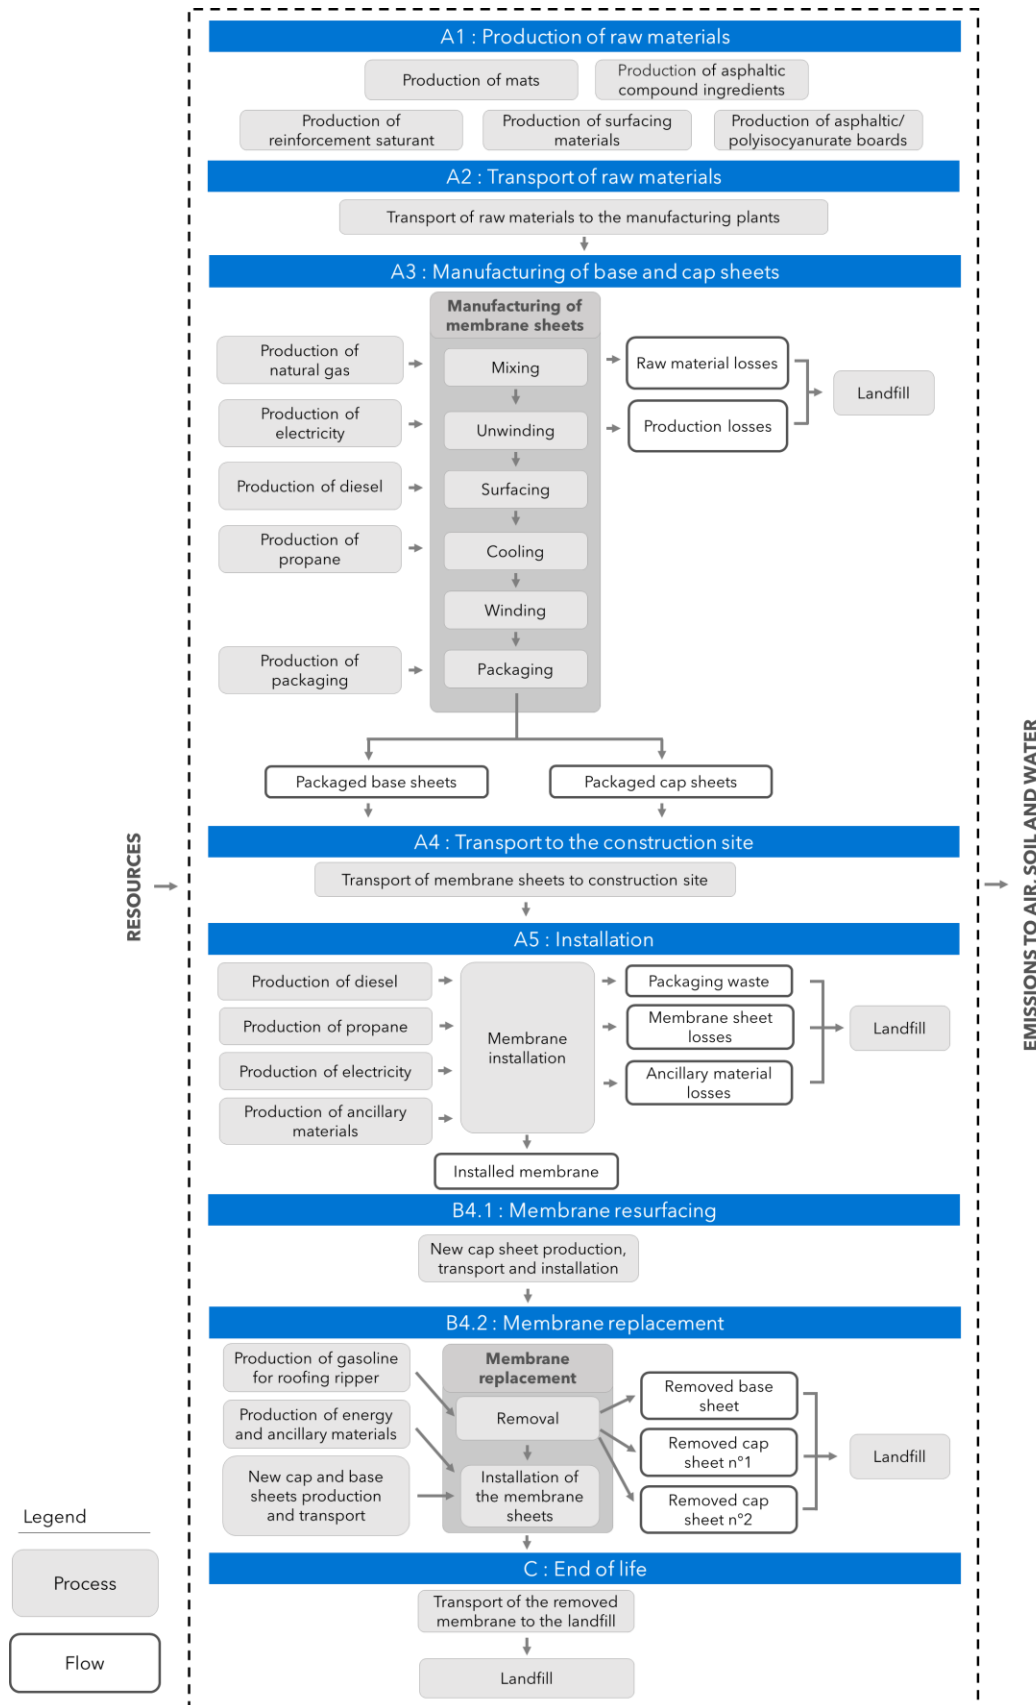 A1 : Production of raw materials
Production of mats
Production of asphaltic
compound ingredients
Production of
reinforcement saturant
Production of surfacing
materials
Production of asphaltic/
polyisocyanurate boards
A2 : Transport of raw materials
Transport of raw materials to the manufacturing plants
A3 : Manufacturing of base and cap sheets
Manufacturing of
membrane sheets
Production of
natural gas
Mixing
Raw material losses
Landfill
Production of
electricity
Unwinding
Production losses
Production of diesel
Surfacing
Production of
propane
Cooling
Winding
Production of
packaging
Packaging
Packaged base sheets
Packaged cap sheets
A4 : Transport to the construction site
Transport of membrane sheets to construction site
RESOURCES
EMISSIONS TO AIR, SOIL AND WATER
A5 : Installation
Production of diesel
Production of propane
Production of electricity
Production of ancillary
materials
Membrane
installation
Packaging waste
Membrane sheet
losses
Ancillary material
losses
Landfill
Installed membrane
B4.1 : Membrane resurfacing
New cap sheet production,
transport and installation
B4.2 : Membrane replacement
Production of gasoline
for roofing ripper
Production of energy
and ancillary materials
New cap and base
sheets production
and transport
Membrane
replacement
Removal
Installation of
the membrane
sheets
Removed base
sheet
Removed cap
sheet n°1
Removed cap
sheet n°2
Landfill
C : End of life
Transport of the removed
membrane to the landfill
Landfill
Legend
Process
Flow